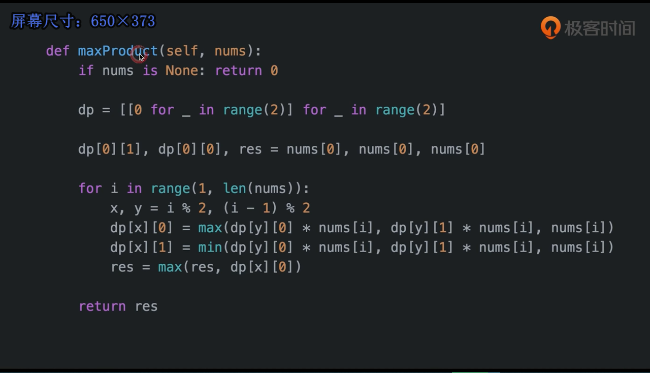 屏幕尺寸：650×373
极客时间
def maxProduct(self, nums):
if nums is None: return 0
dp = [[0 for _ in range(2)] for _ in range(2)]
dp[0][1], dp[0][0], res = nums[0], nums[0], nums[0]
for i in range(1, len(nums)):
x, y = i % 2, (i - 1) % 2
dp[x][0] = max(dp[y][0] * nums[i], dp[y][1] * nums[i], nums[i])
dp[x][1] = min(dp[y][0] * nums[i], dp[y][1] * nums[i], nums[i])
res = max(res, dp[x][0])
return res